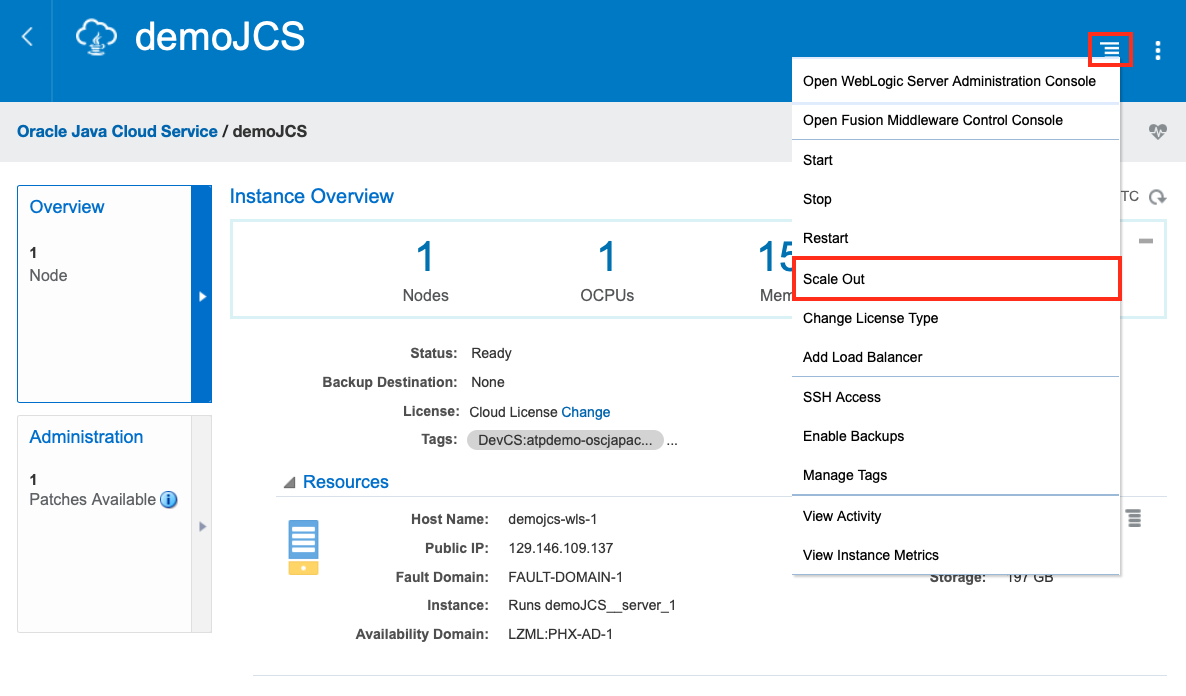 demoJCS
Oracle Java Cloud Service / demoJCS
Open WebLogic Server Administration Console
Open Fusion Middleware Control Console
Start
Stop
Restart
Scale Out
Change License Type
Add Load Balancer
SSH Access
Enable Backups
Manage Tags
View Activity
View Instance Metrics
Overview
1
Node
Administration
1
Patches Available
Instance Overview
TC
1
Nodes
1
OCPUs
15
Mem
Status: Ready
Backup Destination: None
License: Cloud License Change
Tags: DevCS:atpdemo-oscjapac... ...
Resources
Host Name: demojcs-wls-1
Public IP: 129.146.109.137
Fault Domain: FAULT-DOMAIN-1
Storage: 197 GB
Instance: Runs demoJCS__server_1
Availability Domain: LZML:PHX-AD-1